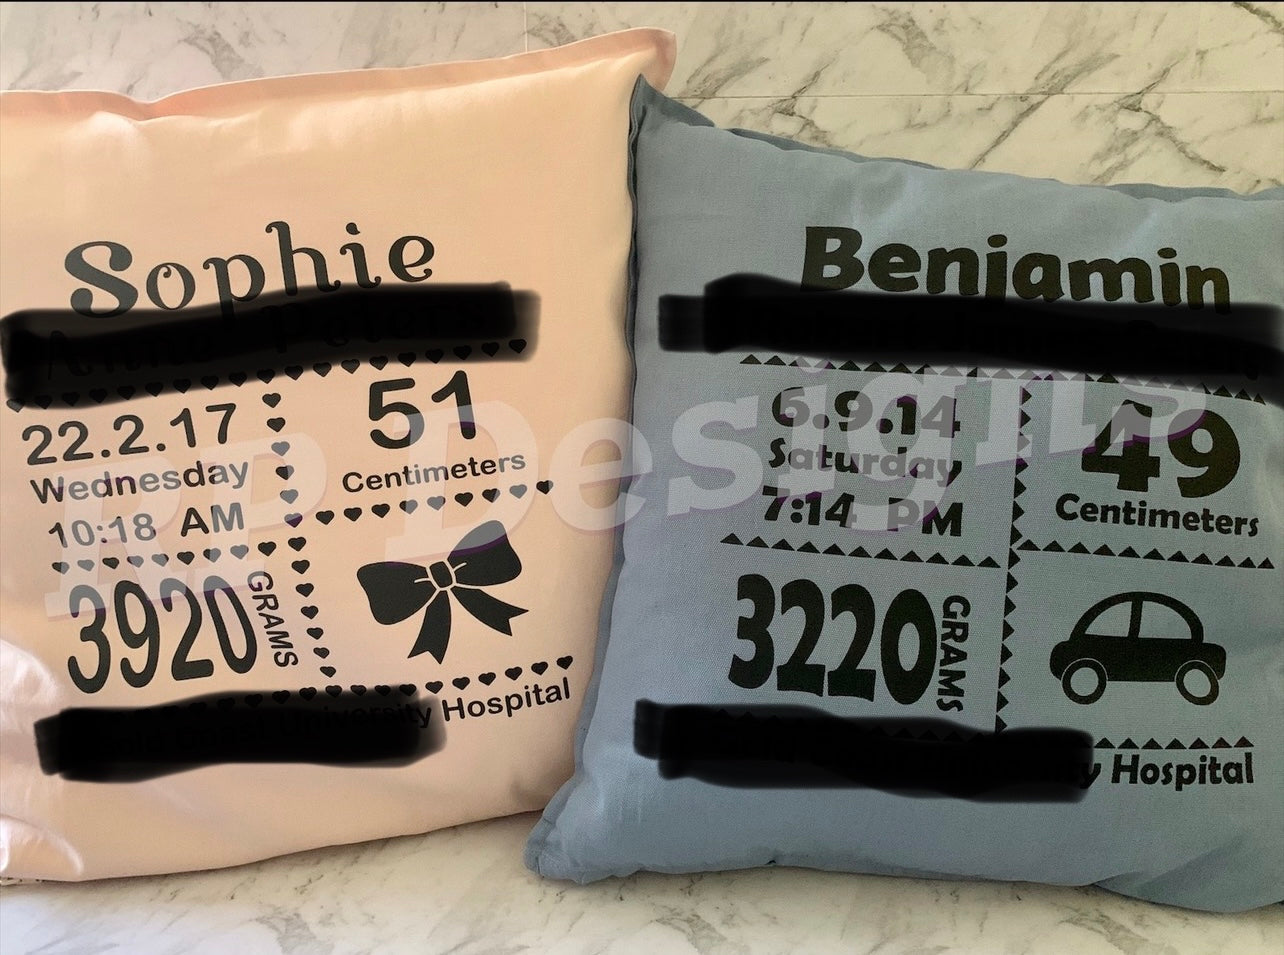 Sophie
22.2.17
Wednesday
10:18 AM
51
Centimeters
3920
GRAMS
Hospital
Benjamin
6.9.14
Saturday
7:14 PM
49
Centimeters
3220
GRAMS
Hospital
RP Designs